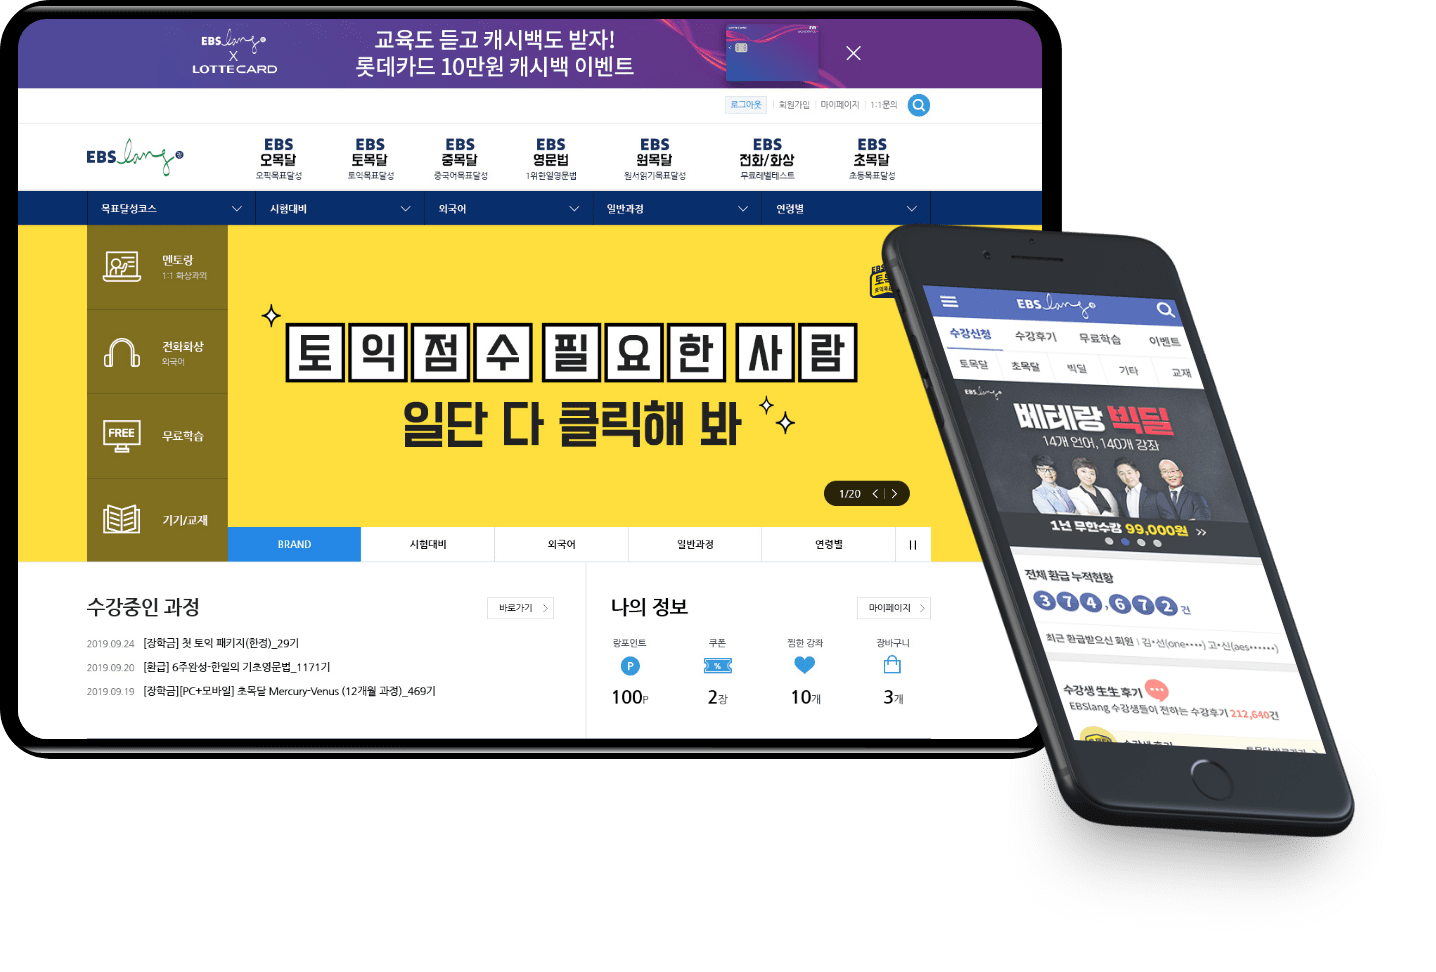 EBS lang
X
LOTTECARD
교육도 듣고 캐시백도 받자!
롯데카드 10만원 캐시백 이벤트
로그아웃
회원가입
마이페이지
1:1문의
EBS lang
EBS
오목달
오픽목표달성
EBS
토목달
토익목표달성
EBS
중목달
중국어목표달성
EBS
영문법
1위한일영문법
EBS
원목달
원서읽기목표달성
EBS
전화/화상
무료레벨테스트
EBS
초목달
초등목표달성
목표달성코스
시험대비
외국어
일반과정
연령별
멘토랑
1:1 화상과외
전화화상
외국어
FREE
무료학습
기기/교재
토익점수 필요한 사람
일단 다 클릭해 봐
1/20
BRAND
시험대비
외국어
일반과정
연령별
수강중인 과정
바로가기
2019.09.24 [장학금] 첫 토익 패키지(한정)_29기
2019.09.20 [환급] 6주완성-한일의 기초영문법_1171기
2019.09.19 [장학금][PC+모바일] 초목달 Mercury-Venus (12개월 과정)_469기
나의 정보
마이페이지
랑포인트
P
100P
쿠폰
%
2장
찜한 강좌
10개
장바구니
3개
EBS lang
수강신청
수강후기
무료학습
이벤트
토목달
초목달
빅딜
기타
교재
EBS lang
베테랑 빅딜
14개 언어, 140개 강좌
1년 무한수강 99,000원
전체 환급 누적현황
374,672건
최근 환급받으신 회원 | 김*선(one••••) 고*신(aes••••••)
수강생 生生 후기
EBSlang 수강생들이 전하는 수강후기 212,640건